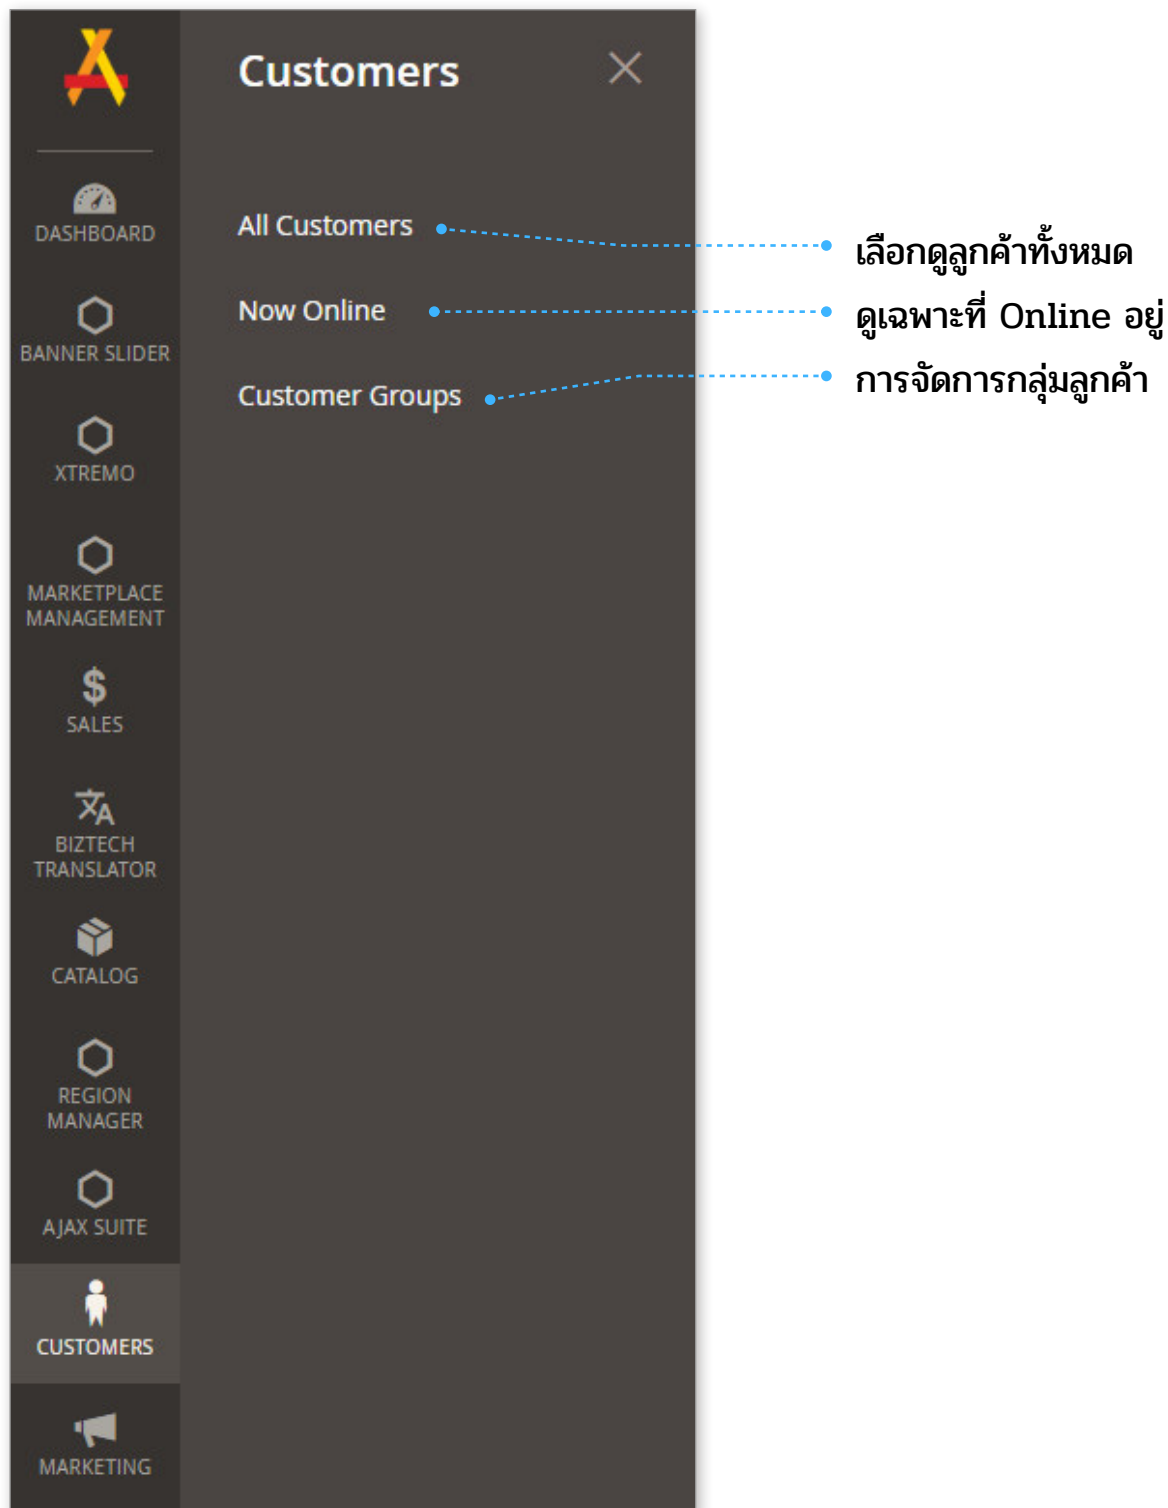 Customers
DASHBOARD
BANNER SLIDER
XTREMO
MARKETPLACE
MANAGEMENT
SALES
BIZTECH
TRANSLATOR
CATALOG
REGION
MANAGER
AJAX SUITE
CUSTOMERS
MARKETING
All Customers
Now Online
Customer Groups
เลือกดูลูกค้าทั้งหมด
ดูเฉพาะที่ Online อยู่
การจัดการกลุ่มลูกค้า